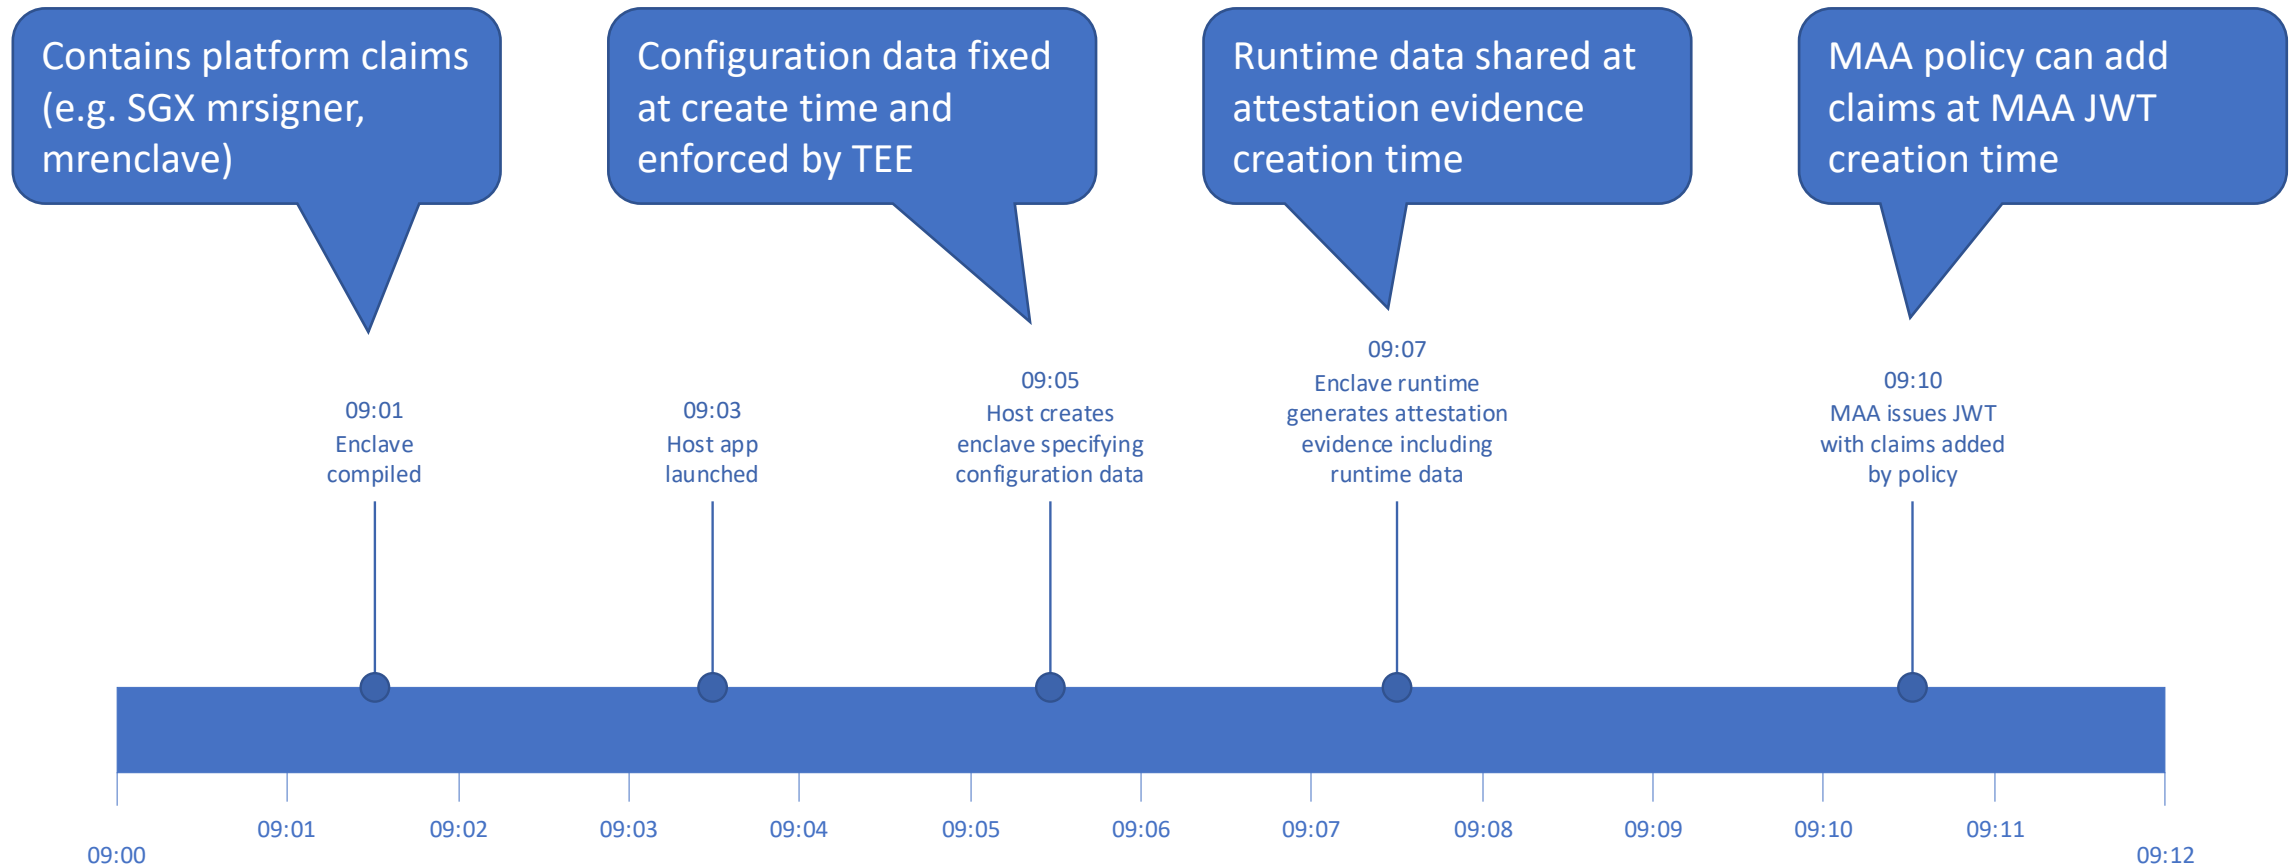 Contains platform claims
(e.g. SGX mrsigner,
mrenclave)
Configuration data fixed
at create time and
enforced by TEE
Runtime data shared at
attestation evidence
creation time
MAA policy can add
claims at MAA JWT
creation time
09:01
Enclave
compiled
09:03
Host app
launched
09:05
Host creates
enclave specifying
configuration data
09:07
Enclave runtime
generates attestation
evidence including
runtime data
09:10
MAA issues JWT
with claims added
by policy
09:00
09:01
09:02
09:03
09:04
09:05
09:06
09:07
09:08
09:09
09:10
09:11
09:12